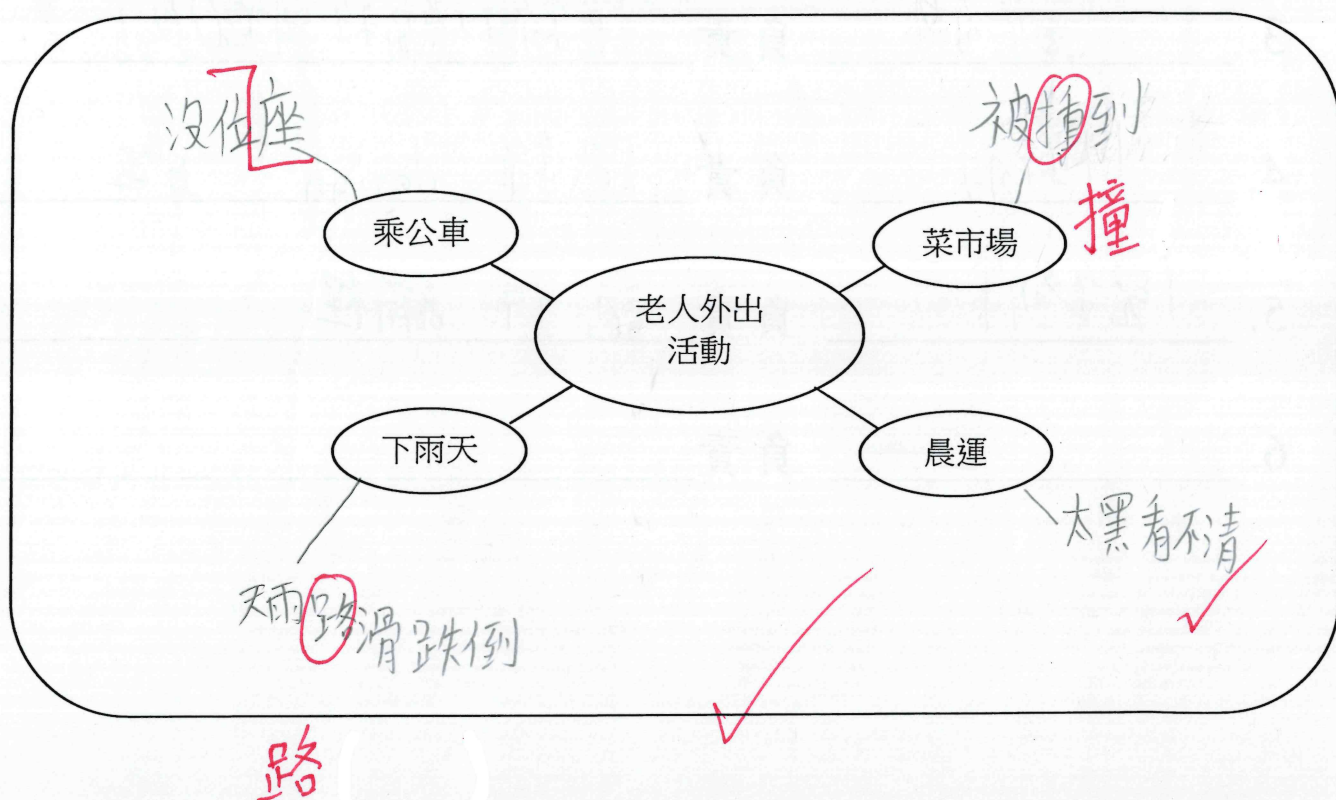 沒位座
被撞到
撞
乘公車
菜市場
老人外出
活動
下雨天
晨運
太黑看不清
天雨路滑跌倒
路